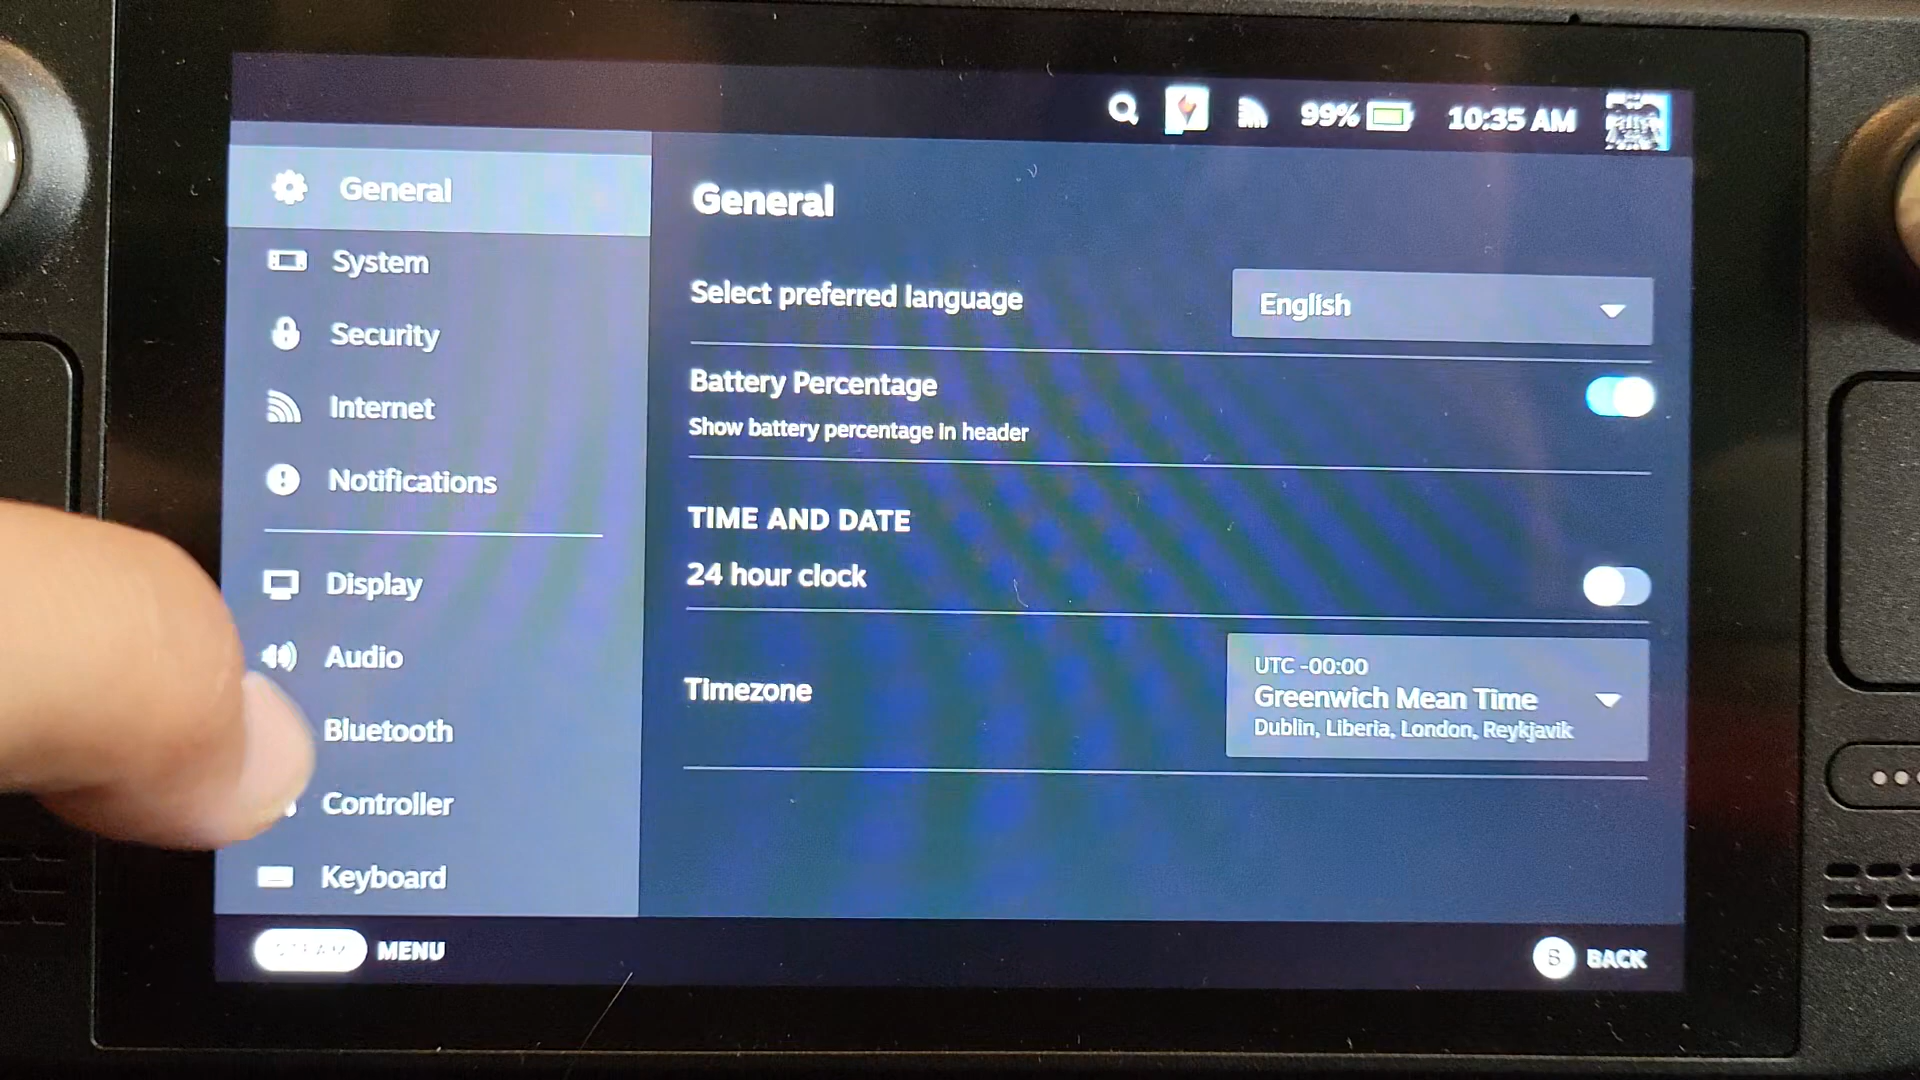 99%
10:35 AM
General
System
Security
Internet
Notifications
Display
Audio
Bluetooth
Controller
Keyboard
General
Select preferred language
English
Battery Percentage
Show battery percentage in header
TIME AND DATE
24 hour clock
Timezone
UTC -00:00
Greenwich Mean Time
Dublin, Liberia, London, Reykjavik
STEAM MENU
B BACK